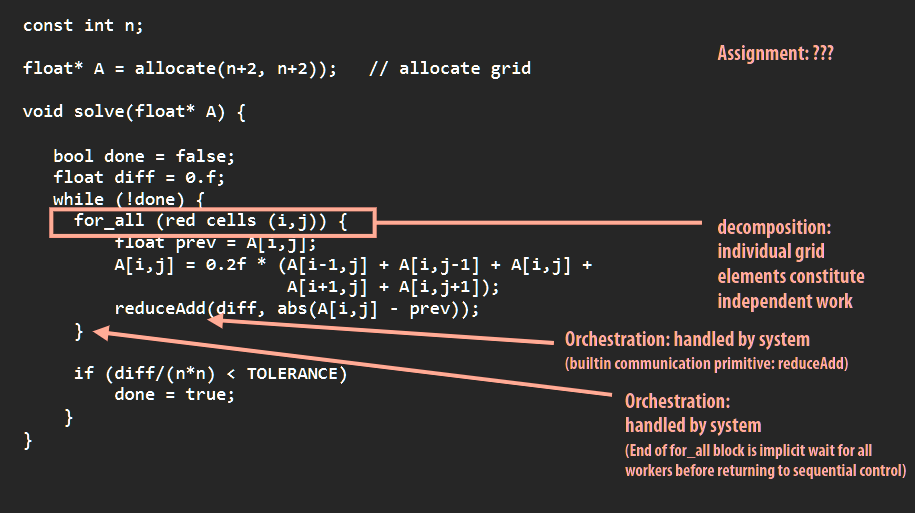 const int n;
Assignment: ???
float* A = allocate(n+2, n+2));   // allocate grid
void solve(float* A) {
bool done = false;
float diff = 0.f;
while (!done) {
for_all (red cells (i,j)) {
float prev = A[i,j];
A[i,j] = 0.2f * (A[i-1,j] + A[i,j-1] + A[i,j] +
A[i+1,j] + A[i,j+1]);
reduceAdd(diff, abs(A[i,j] - prev));
}
if (diff/(n*n) < TOLERANCE)
done = true;
}
}
decomposition:
individual grid
elements constitute
independent work
Orchestration: handled by system
(builtin communication primitive: reduceAdd)
Orchestration:
handled by system
(End of for_all block is implicit wait for all
workers before returning to sequential control)